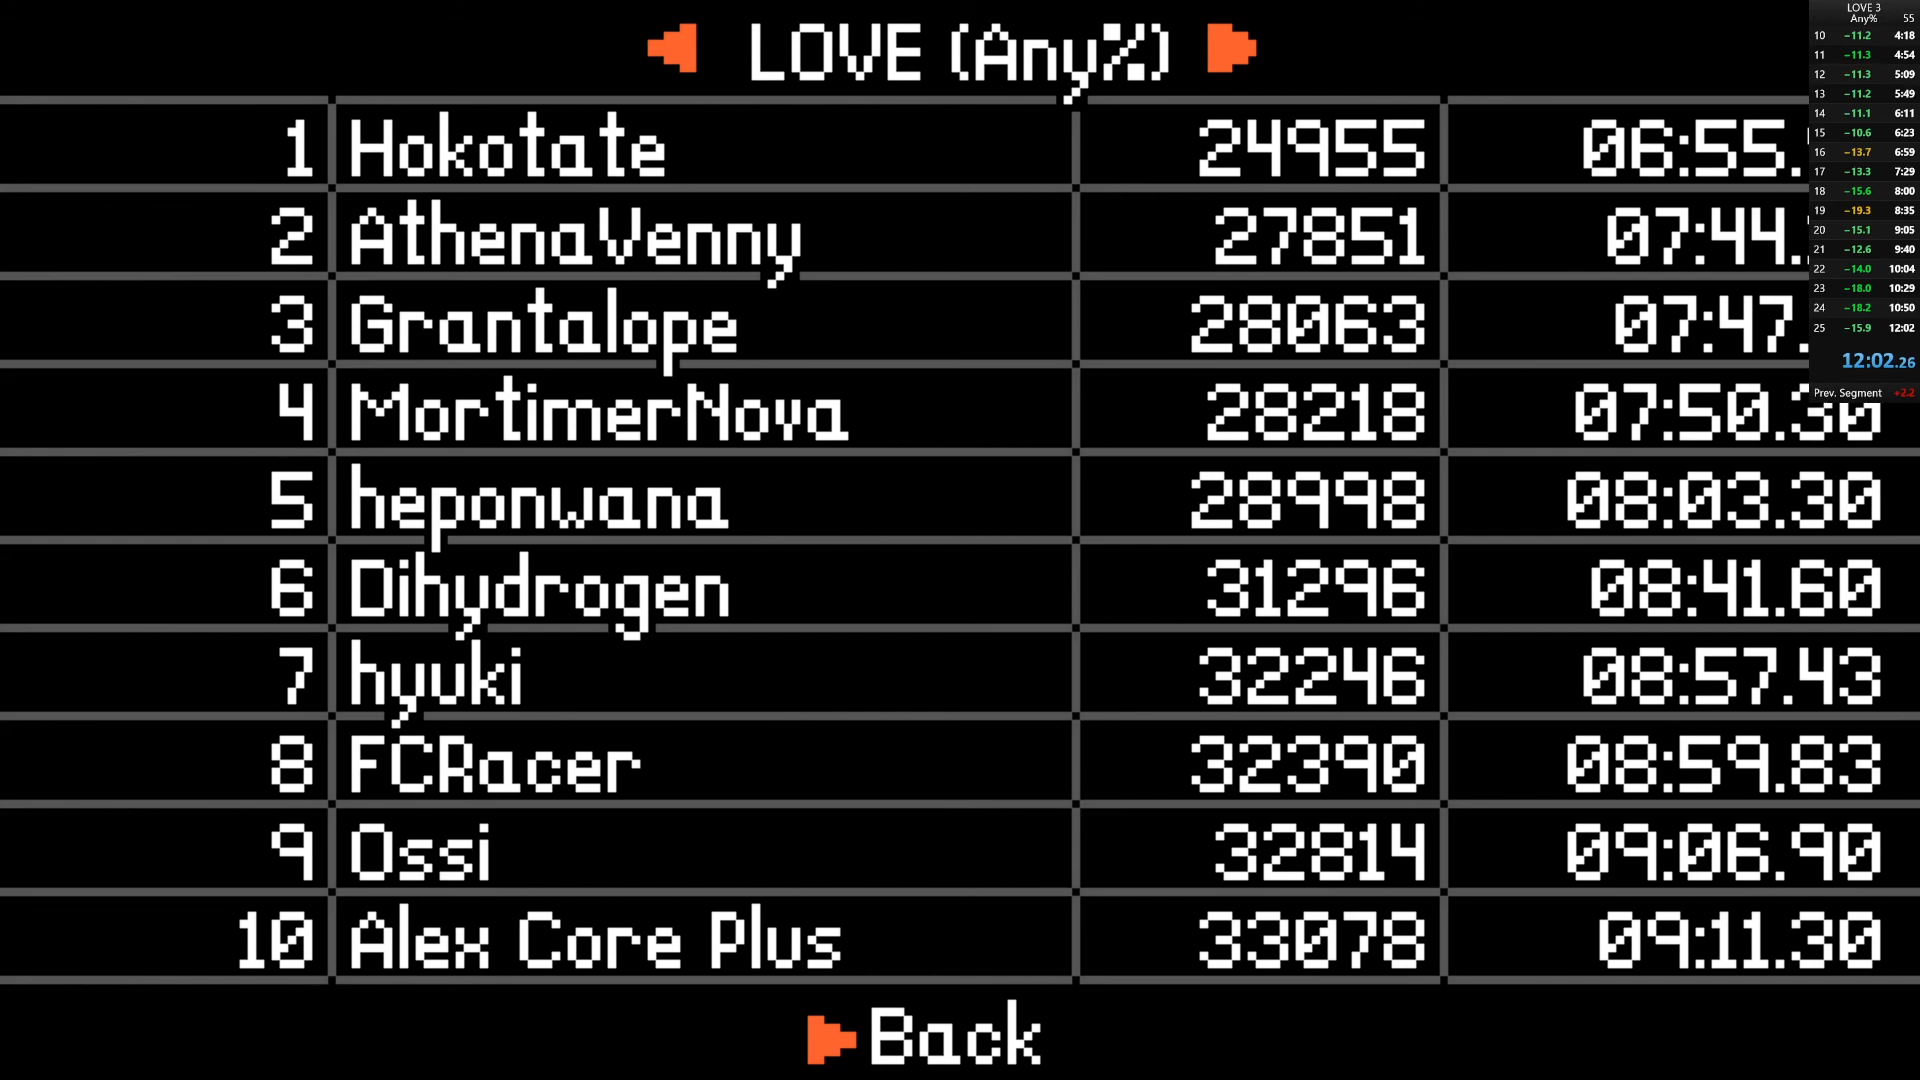 LOVE (Any%)
1 Hokotate 24955 06:55.
2 AthenaVenny 27851 07:44.
3 Grantalope 28063 07:47.
4 MortimerNova 28218 07:50.30
5 heponwana 28998 08:03.30
6 Dihydrogen 31296 08:41.60
7 hyuki 32246 08:57.43
8 FCRacer 32390 08:59.83
9 Ossi 32814 09:06.90
10 Alex Core Plus 33078 09:11.30
Back
LOVE 3
Any% 55
10 −11.2 4:18
11 −11.3 4:54
12 −11.3 5:09
13 −11.2 5:49
14 −11.1 6:11
15 −10.6 6:23
16 −13.7 6:59
17 −13.3 7:29
18 −15.6 8:00
19 −19.3 8:35
20 −15.1 9:05
21 −12.6 9:40
22 −14.0 10:04
23 −18.0 10:29
24 −18.2 10:50
25 −15.9 12:02
12:02.26
Prev. Segment +2.2